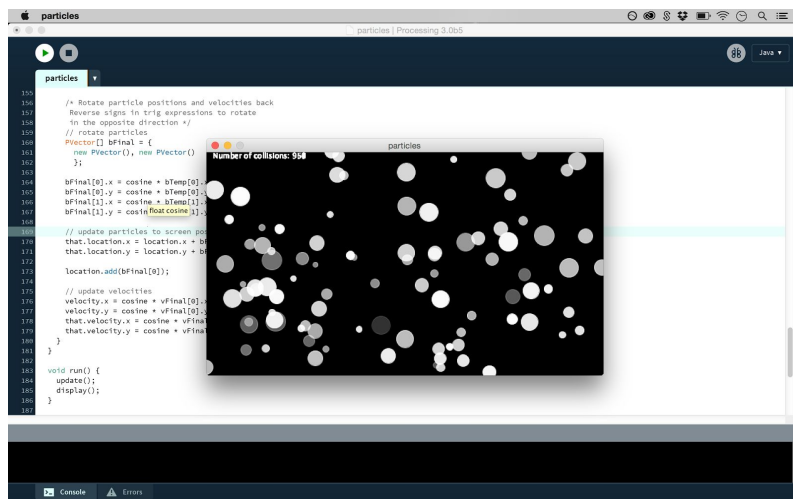 particles
particles | Processing 3.0b5
Java
particles
155
156 /* Rotate particle positions and velocities back
157 Reverse signs in trig expressions to rotate
158 in the opposite direction */
159 // rotate particles
160 PVector[] bFinal = {
161 new PVector(), new PVector()
162 };
163
164 bFinal[0].x = cosine * bTemp[0].
165 bFinal[0].y = cosine * bTemp[0].
166 bFinal[1].x = cosine * bTemp[1].
167 bFinal[1].y = cosin float cosine 1].
168
169 // update particles to screen pos
170 that.location.x = location.x + bF
171 that.location.y = location.y + bF
172
173 location.add(bFinal[0]);
174
175 // update velocities
176 velocity.x = cosine * vFinal[0].
177 velocity.y = cosine * vFinal[0].
178 that.velocity.x = cosine * vFinal
179 that.velocity.y = cosine * vFinal
180 }
181 }
182
183 void run() {
184 update();
185 display();
186 }
187
particles
Number of collisions:
Console
Errors